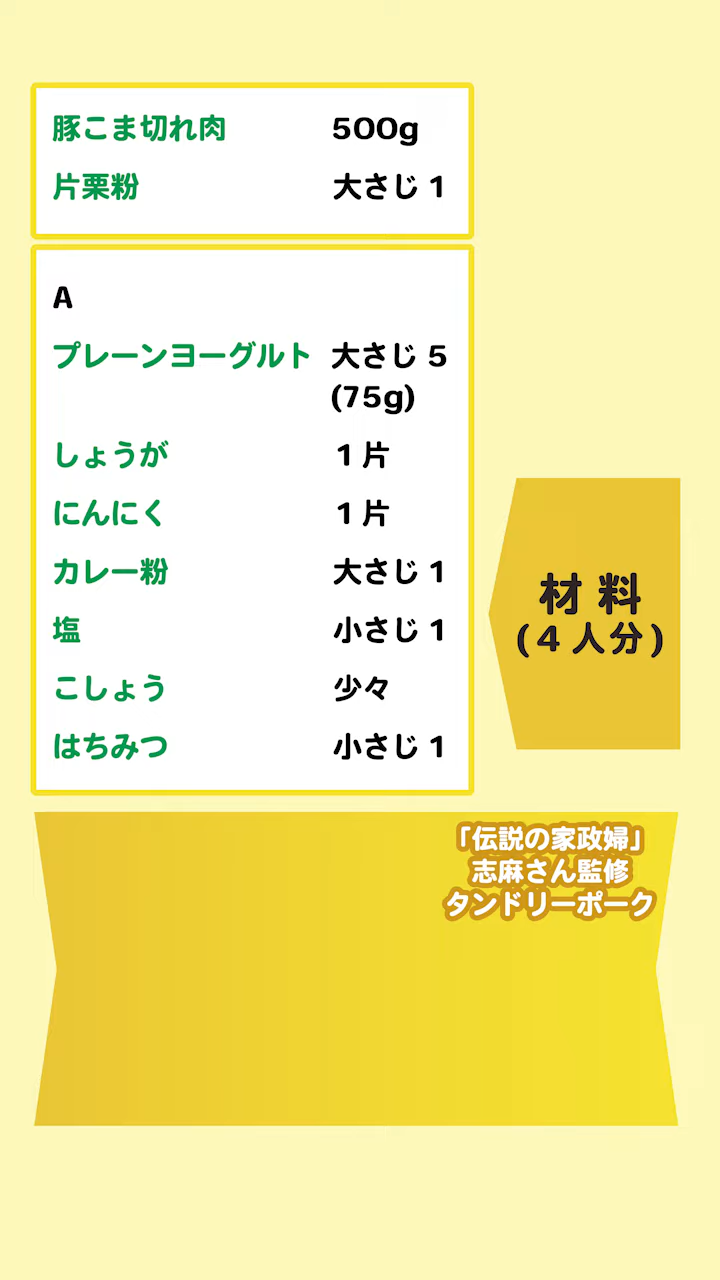 豚こま切れ肉 500g
片栗粉 大さじ 1
A
プレーンヨーグルト 大さじ 5
(75g)
しょうが 1 片
にんにく 1 片
カレー粉 大さじ 1
塩 小さじ 1
こしょう 少々
はちみつ 小さじ 1
材 料
( 4 人分 )
「伝説の家政婦」
志麻さん監修
タンドリーポーク